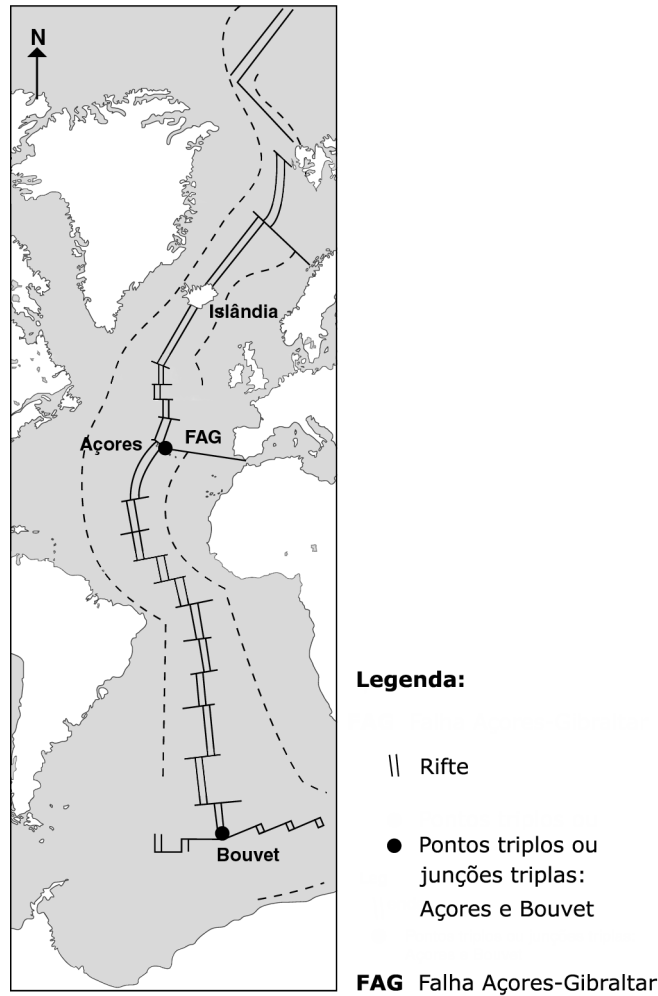 N
Islândia
Açores
FAG
Bouvet
Legenda:
Rifte
Pontos triplos ou
junções triplas:
Açores e Bouvet
FAG Falha Açores-Gibraltar